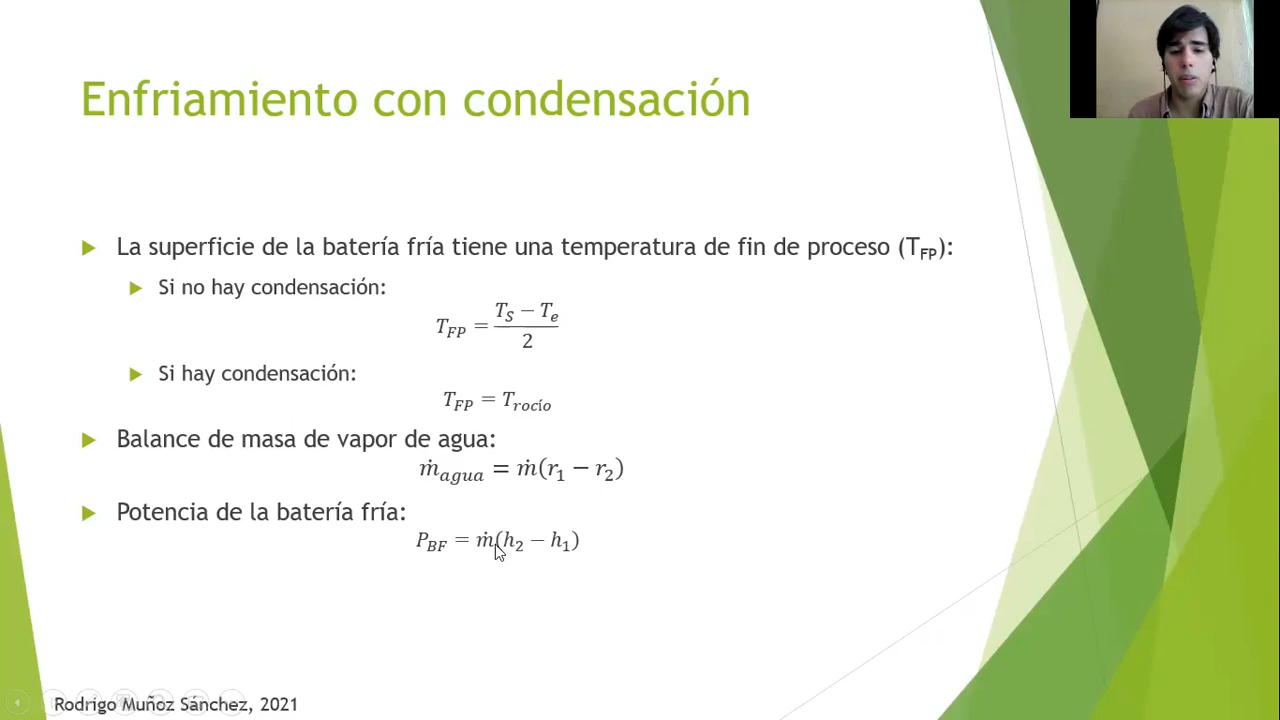 Enfriamiento con condensación
La superficie de la batería fría tiene una temperatura de fin de proceso (T_FP):
Si no hay condensación:
T_FP = (T_S − T_e)/2
Si hay condensación:
T_FP = T_rocío
Balance de masa de vapor de agua:
ṁ_agua = ṁ(r_1 − r_2)
Potencia de la batería fría:
P_BF = ṁ(h_2 − h_1)
Rodrigo Muñoz Sánchez, 2021